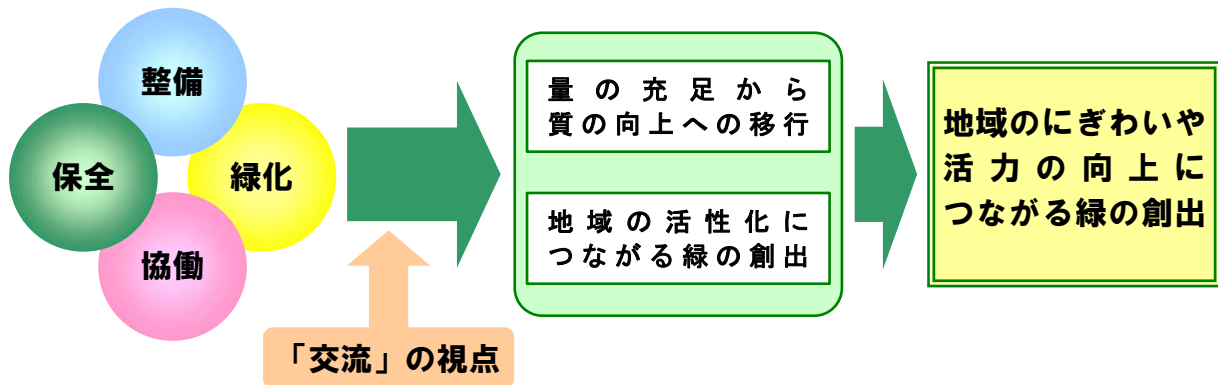 整備
保全
緑化
協働
「交流」の視点
量の充足から
質の向上への移行
地域の活性化に
つながる緑の創出
地域のにぎわいや
活力の向上に
つながる緑の創出